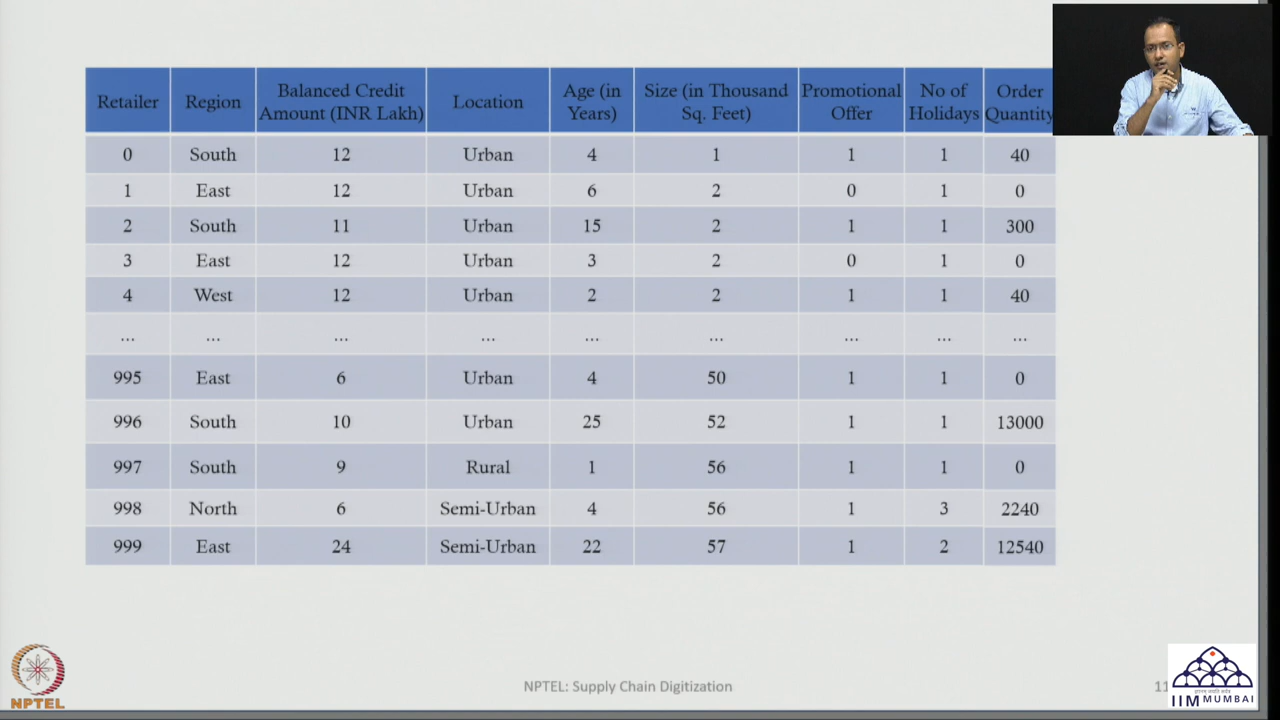 Retailer Region Balanced Credit Amount (INR Lakh) Location Age (in Years) Size (in Thousand Sq. Feet) Promotional Offer No of Holidays Order Quantity
0 South 12 Urban 4 1 1 1 40
1 East 12 Urban 6 2 0 1 0
2 South 11 Urban 15 2 1 1 300
3 East 12 Urban 3 2 0 1 0
4 West 12 Urban 2 2 1 1 40
... ... ... ... ... ... ... ... ...
995 East 6 Urban 4 50 1 1 0
996 South 10 Urban 25 52 1 1 13000
997 South 9 Rural 1 56 1 1 0
998 North 6 Semi-Urban 4 56 1 3 2240
999 East 24 Semi-Urban 22 57 1 2 12540
NPTEL
NPTEL: Supply Chain Digitization
11
IIM MUMBAI